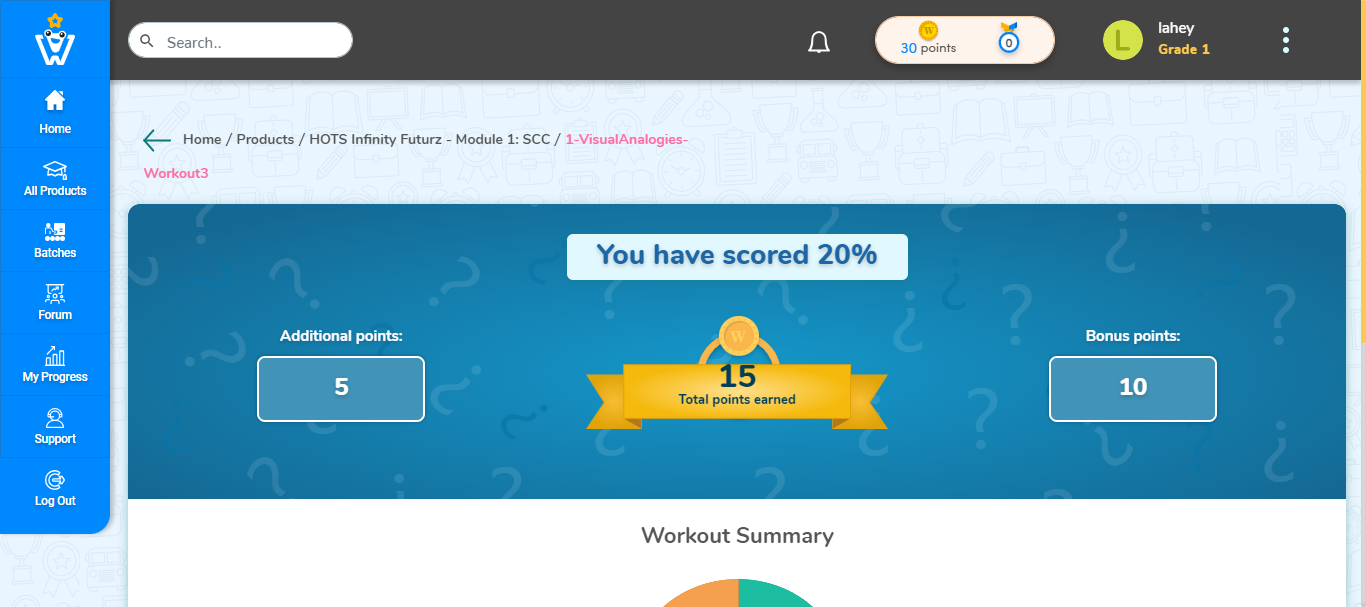 Search..
30 points
0
L
lahey
Grade 1
Home
All Products
Batches
Forum
My Progress
Support
Log Out
Home / Products / HOTS Infinity Futurz - Module 1: SCC / 1-VisualAnalogies-
Workout3
You have scored 20%
Additional points:
5
W
15
Total points earned
Bonus points:
10
Workout Summary